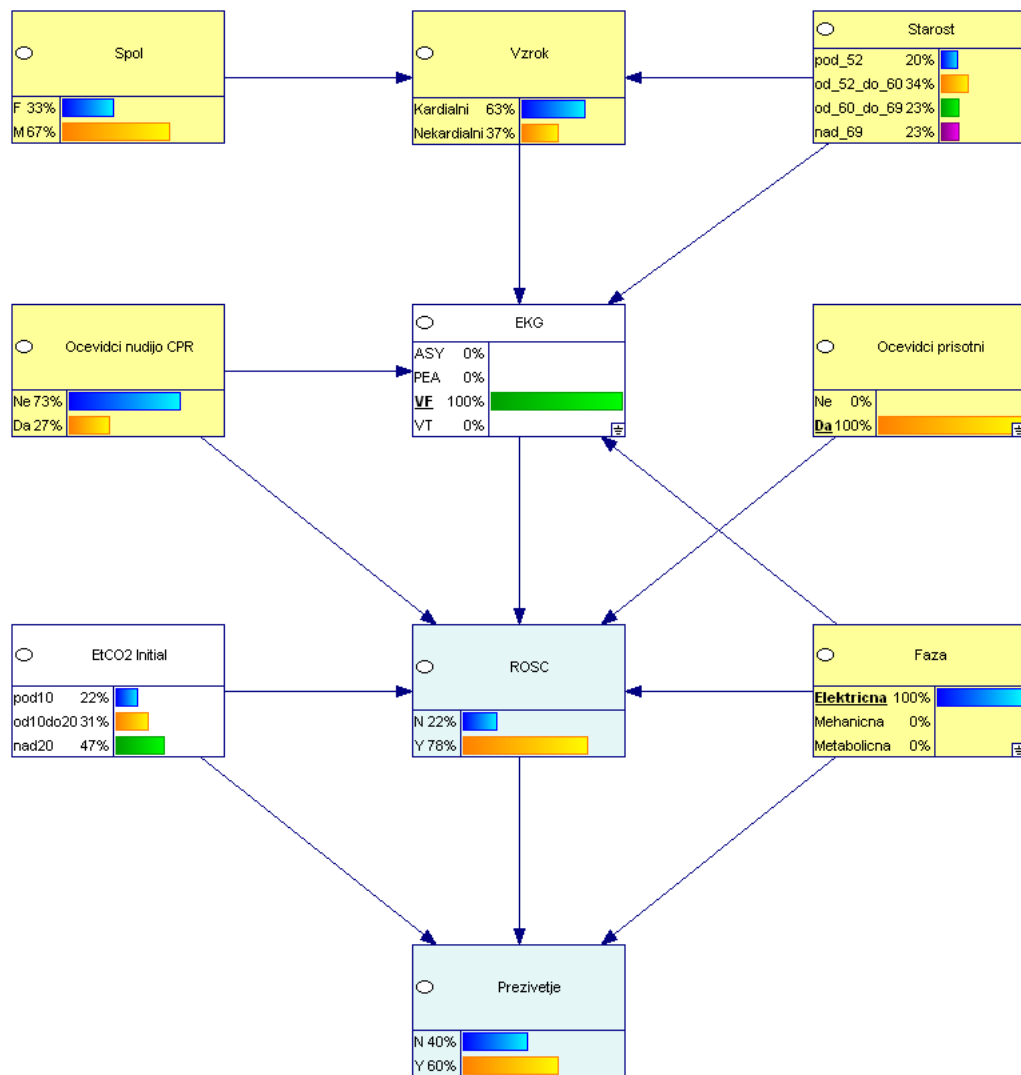 Spol
F 33%
M 67%
Vzrok
Kardialni 63%
Nekardialni 37%
Starost
pod_52 20%
od_52_do_60 34%
od_60_do_69 23%
nad_69 23%
Ocevidci nudijo CPR
Ne 73%
Da 27%
EKG
ASY 0%
PEA 0%
VF 100%
VT 0%
Ocevidci prisotni
Ne 0%
Da 100%
EtCO2 Initial
pod10 22%
od10do20 31%
nad20 47%
ROSC
N 22%
Y 78%
Faza
Elektricna 100%
Mehanicna 0%
Metabolicna 0%
Prezivetje
N 40%
Y 60%